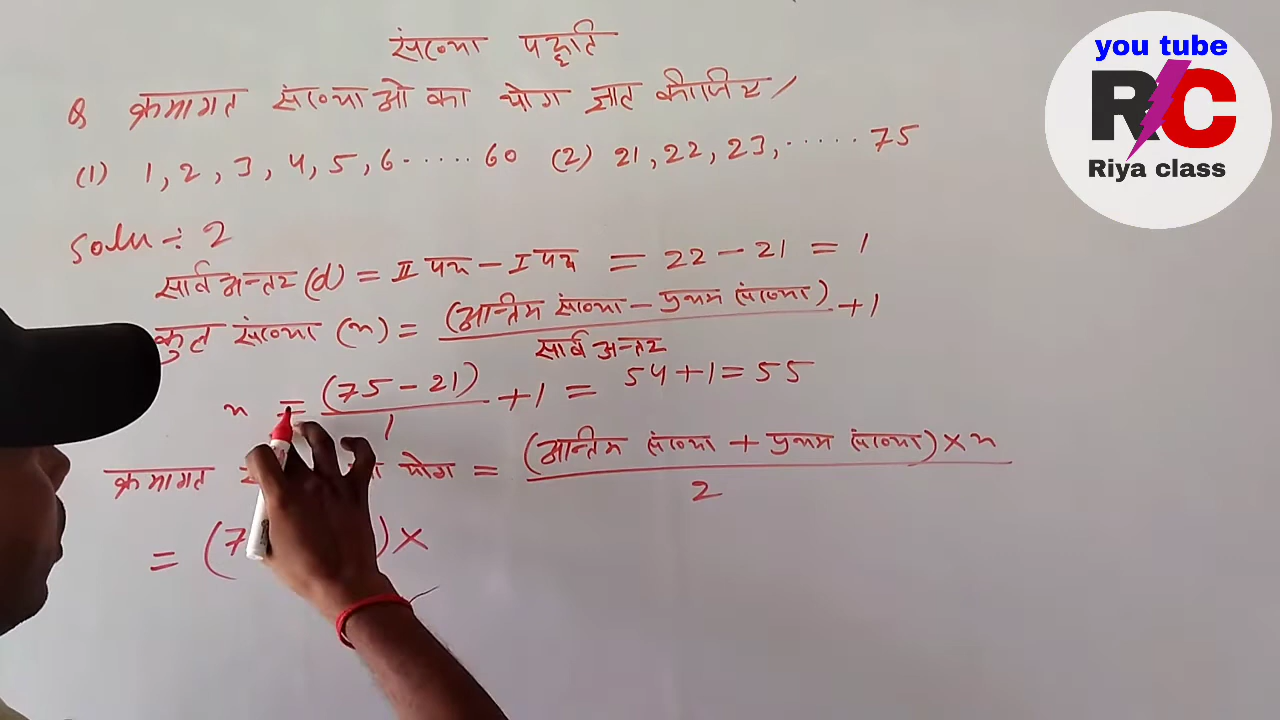 संख्या पद्धति
Q क्रमागत संख्याओ का योग ज्ञात कीजिए /
(1) 1, 2, 3, 4, 5, 6 ...... 60 (2) 21, 22, 23, ...... 75
Solu ÷ 2
सार्व अन्तर (d) = II पद - I पद = 22 - 21 = 1
कुल संख्या (n) = (अन्तिम संख्या - प्रथम संख्या) / सार्व अन्तर + 1
n = (75 - 21) / 1 + 1 = 54 + 1 = 55
क्रमागत योग = (अन्तिम संख्या + प्रथम संख्या) × n / 2
= (7 ) ×
you tube
RC
Riya class